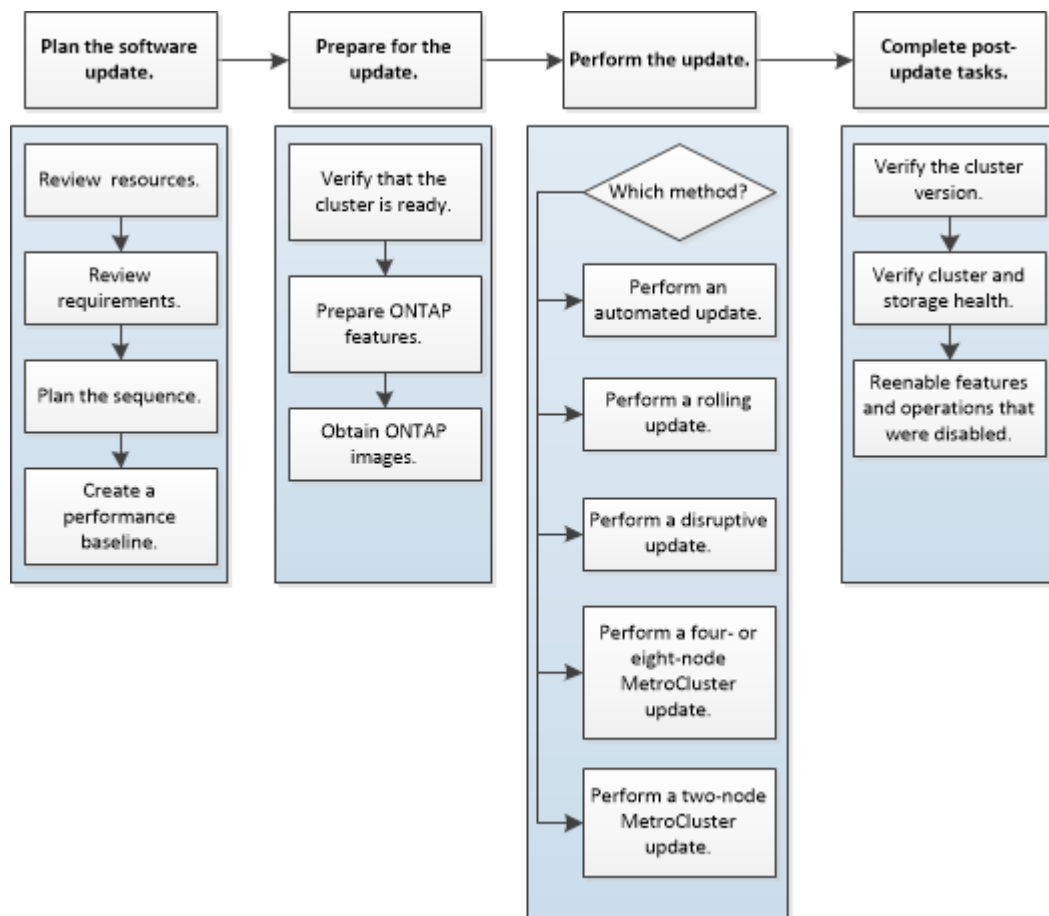 Plan the software
update.
Prepare for the
update.
Perform the update.
Complete post-
update tasks.
Review resources.
Review
requirements.
Plan the sequence.
Create a
performance
baseline.
Verify that the
cluster is ready.
Prepare ONTAP
features.
Obtain ONTAP
images.
Which method?
Perform an
automated update.
Perform a rolling
update.
Perform a disruptive
update.
Perform a four- or
eight-node
MetroCluster
update.
Perform a two-node
MetroCluster
update.
Verify the cluster
version.
Verify cluster and
storage health.
Reenable features
and operations that
were disabled.